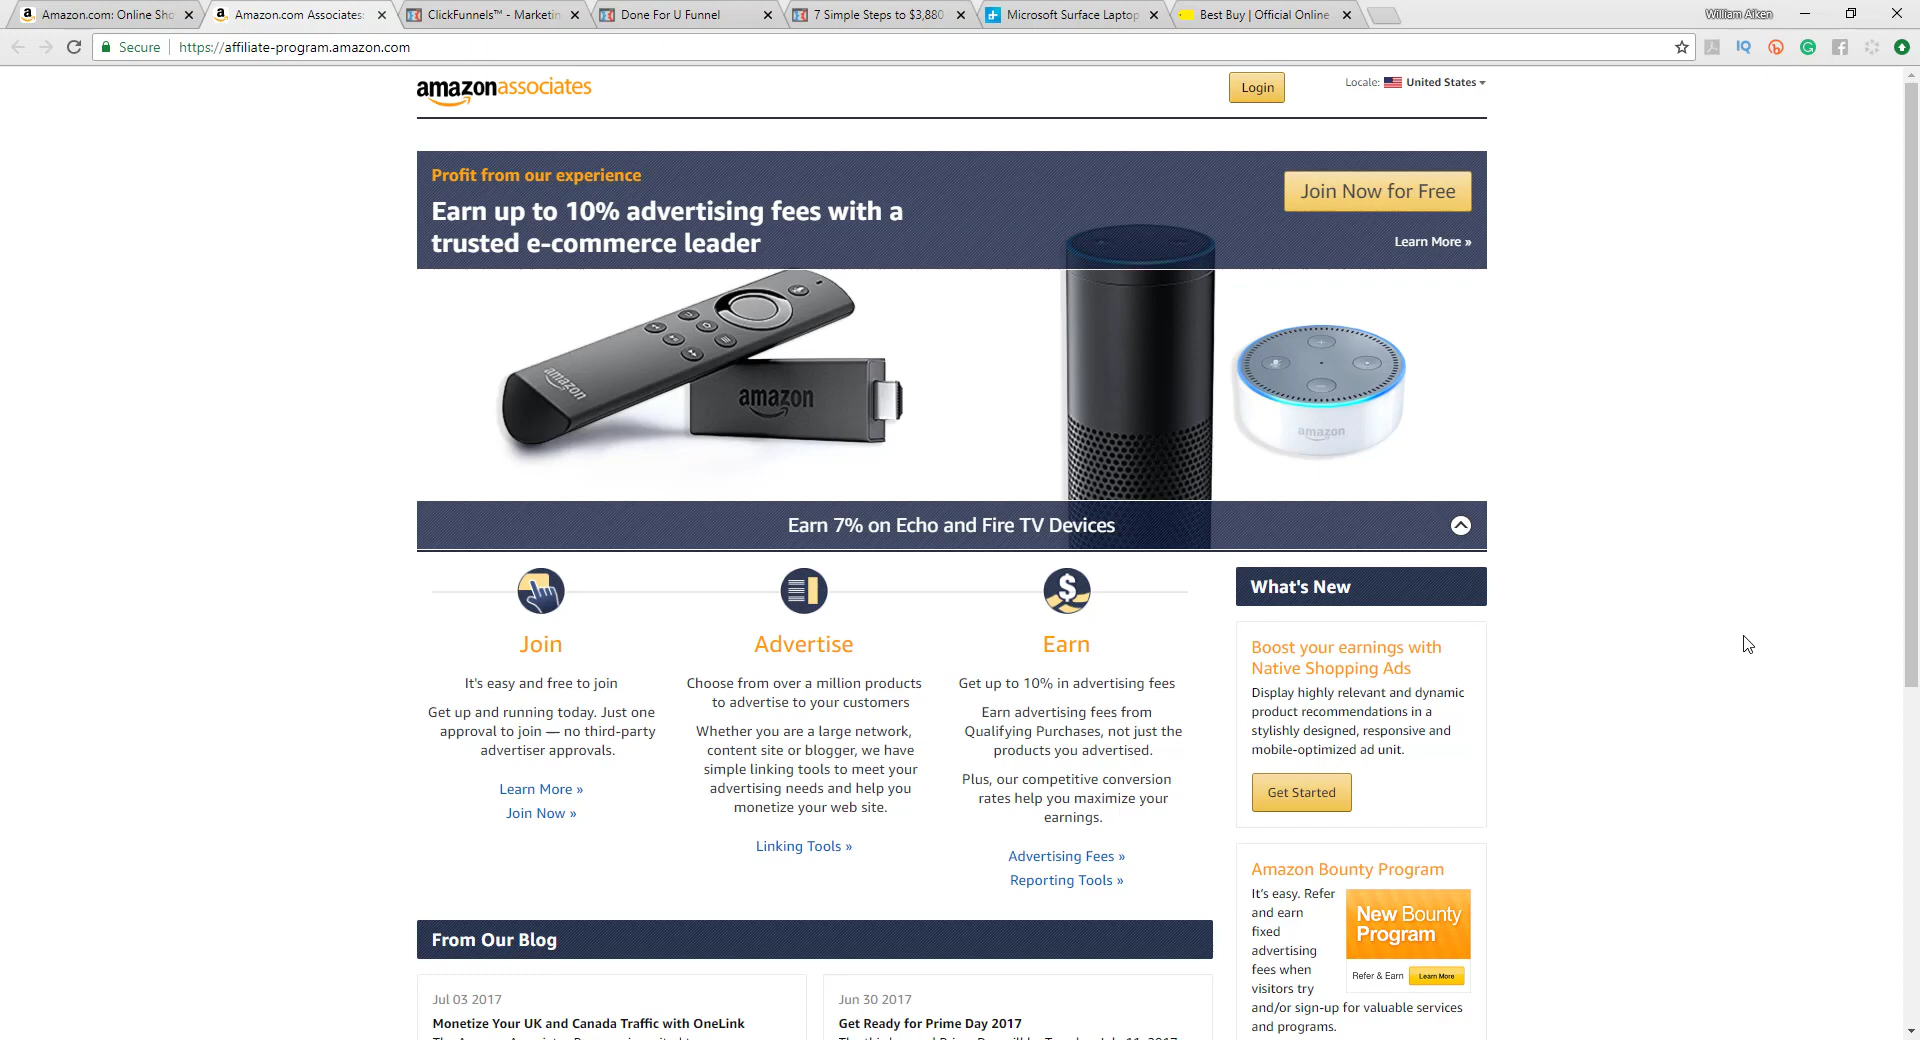 Amazon.com: Online Sho
Amazon.com Associates:
ClickFunnels™ - Marketin
Done For U Funnel
7 Simple Steps to $3,880
Microsoft Surface Laptop
Best Buy | Official Online
William Aiken
Secure
https://affiliate-program.amazon.com
IQ
amazonassociates
Login
Locale: United States
Profit from our experience
Earn up to 10% advertising fees with a
trusted e-commerce leader
Join Now for Free
Learn More »
amazon
amazon
amazon
Earn 7% on Echo and Fire TV Devices
Join
It's easy and free to join
Get up and running today. Just one
approval to join — no third-party
advertiser approvals.
Learn More »
Join Now »
Advertise
Choose from over a million products
to advertise to your customers
Whether you are a large network,
content site or blogger, we have
simple linking tools to meet your
advertising needs and help you
monetize your web site.
Linking Tools »
$
Earn
Get up to 10% in advertising fees
Earn advertising fees from
Qualifying Purchases, not just the
products you advertised.
Plus, our competitive conversion
rates help you maximize your
earnings.
Advertising Fees »
Reporting Tools »
What's New
Boost your earnings with
Native Shopping Ads
Display highly relevant and dynamic
product recommendations in a
stylishly designed, responsive and
mobile-optimized ad unit.
Get Started
Amazon Bounty Program
It's easy. Refer
and earn
fixed
advertising
fees when
visitors try
and/or sign-up for valuable services
and programs.
New Bounty
Program
Refer & Earn
Learn More
From Our Blog
Jul 03 2017
Monetize Your UK and Canada Traffic with OneLink
Jun 30 2017
Get Ready for Prime Day 2017